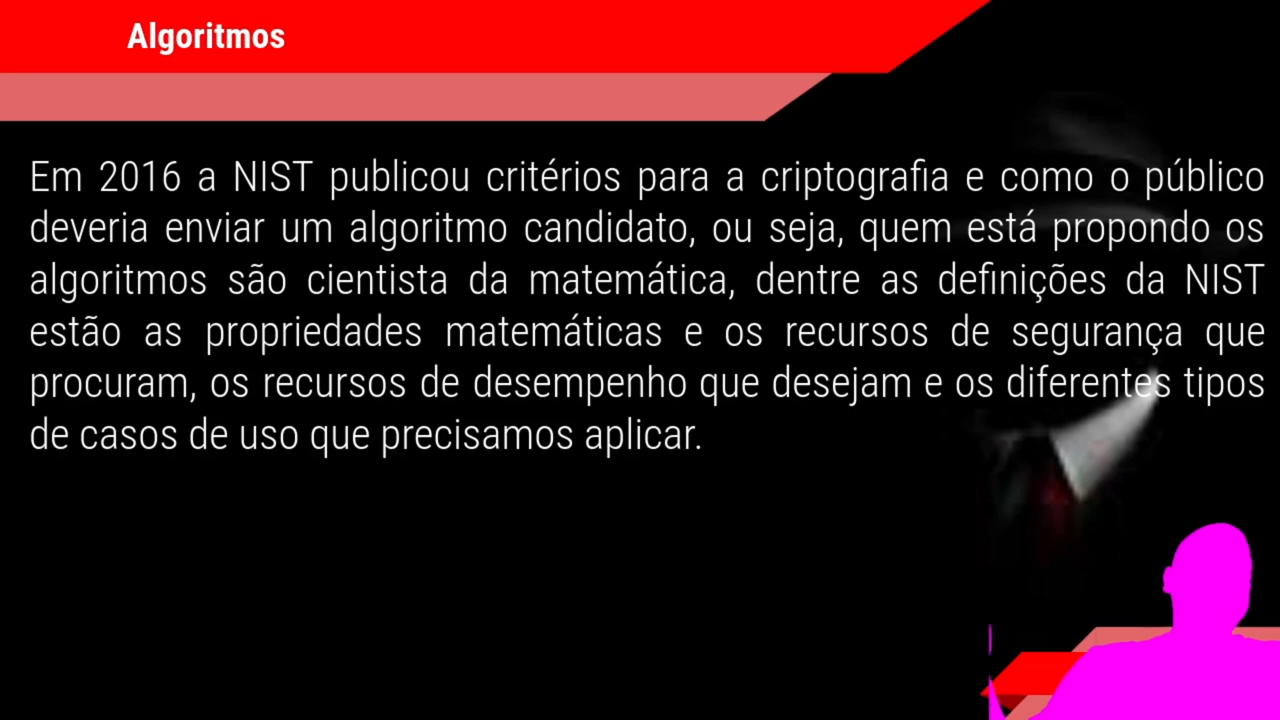 Algoritmos
Em 2016 a NIST publicou critérios para a criptografia e como o público
deveria enviar um algoritmo candidato, ou seja, quem está propondo os
algoritmos são cientista da matemática, dentre as definições da NIST
estão as propriedades matemáticas e os recursos de segurança que
procuram, os recursos de desempenho que desejam e os diferentes tipos
de casos de uso que precisamos aplicar.